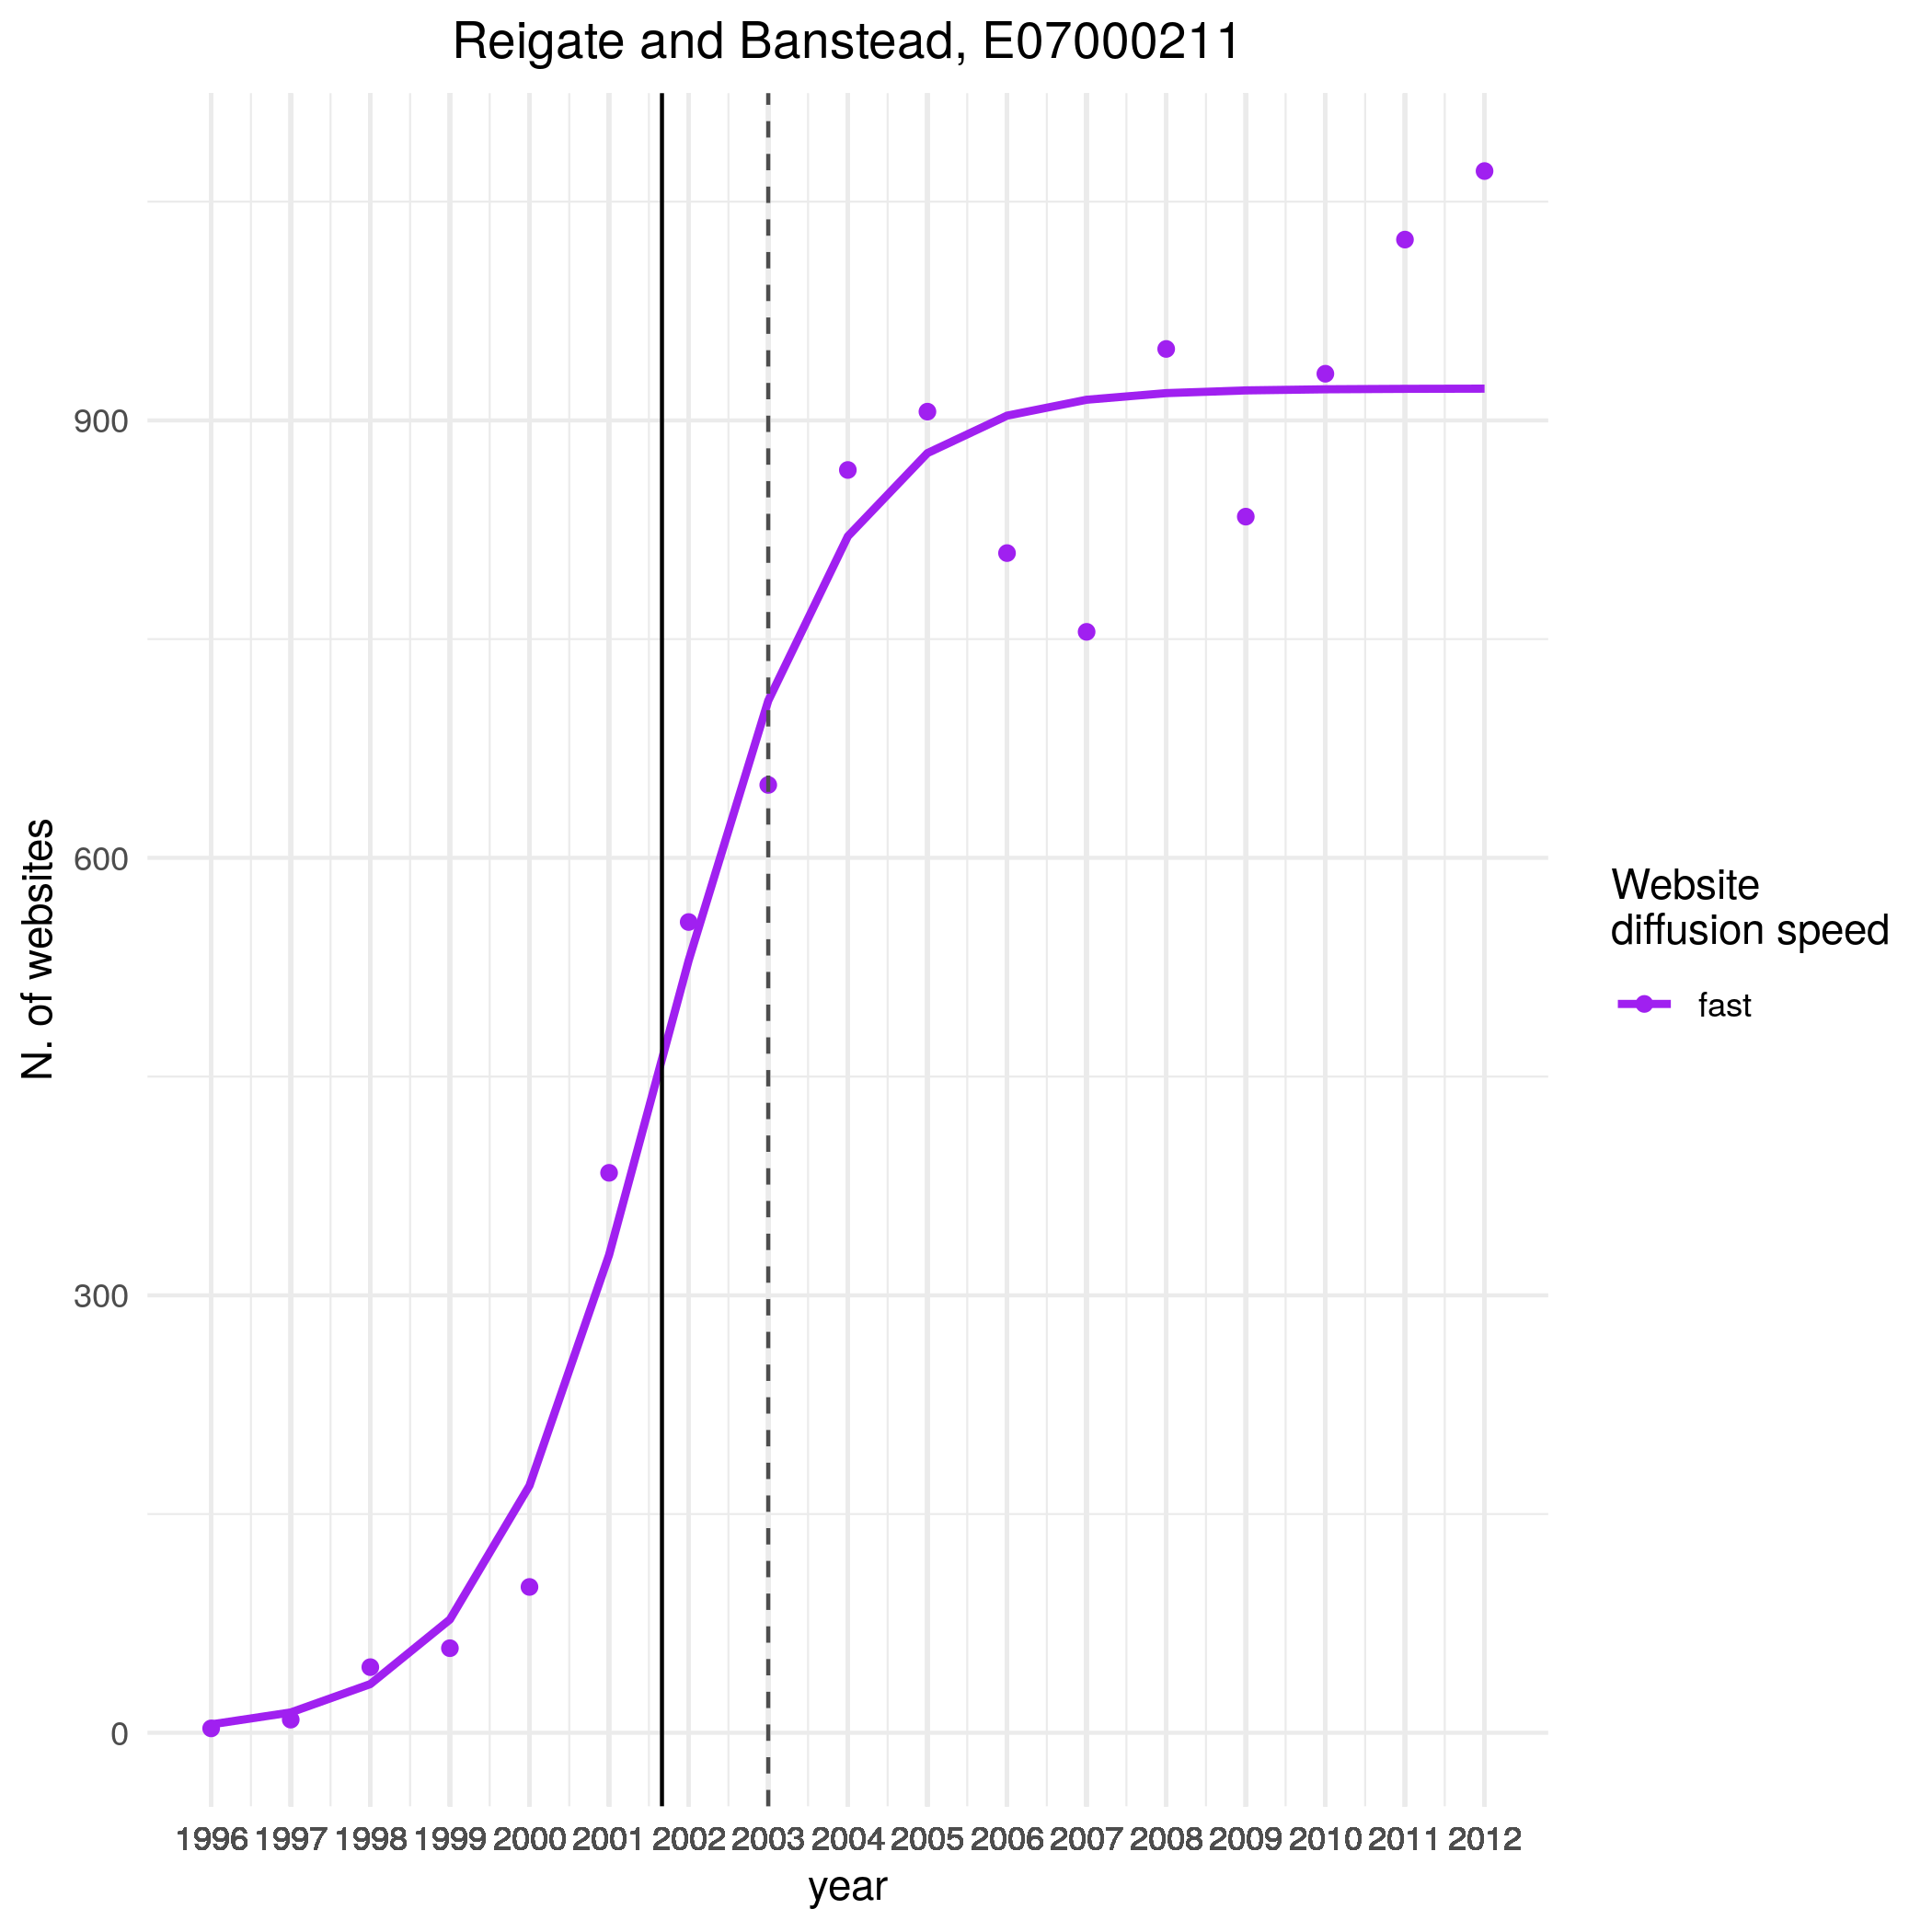 Reigate and Banstead, E07000211
N. of websites
900
600
300
0
1996 1997 1998 1999 2000 2001 2002 2003 2004 2005 2006 2007 2008 2009 2010 2011 2012
year
Website
diffusion speed
fast